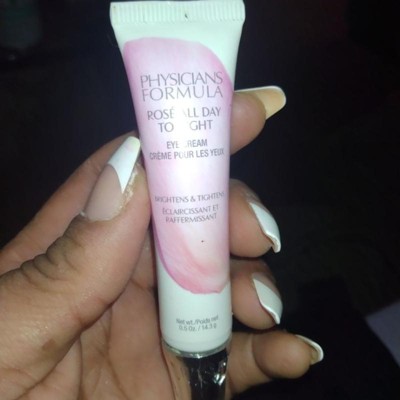 PHYSICIANS
FORMULA
ROSÉ ALL DAY
TO NIGHT
EYE CREAM
CRÈME POUR LES YEUX
BRIGHTENS & TIGHTENS
ÉCLAIRCISSANT ET
RAFFERMISSANT
Net wt./Poids net
0.5 Oz. / 14.3 g